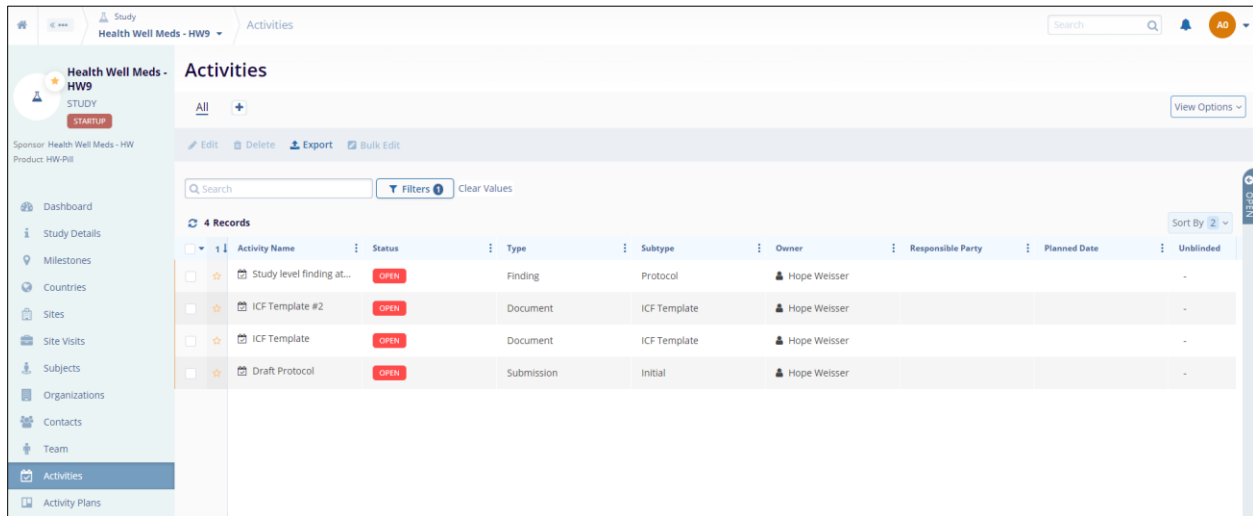 Study
Health Well Meds - HW9
Activities
Search
AO
Health Well Meds -
HW9
STUDY
STARTUP
Sponsor Health Well Meds - HW
Product HW-Pill
Dashboard
Study Details
Milestones
Countries
Sites
Site Visits
Subjects
Organizations
Contacts
Team
Activities
Activity Plans
Activities
All +
View Options
Edit Delete Export Bulk Edit
Search
Filters 1 Clear Values
4 Records
Sort By 2
OPEN
1 Activity Name Status Type Subtype Owner Responsible Party Planned Date Unblinded
Study level finding at... OPEN Finding Protocol Hope Weisser -
ICF Template #2 OPEN Document ICF Template Hope Weisser -
ICF Template OPEN Document ICF Template Hope Weisser -
Draft Protocol OPEN Submission Initial Hope Weisser -